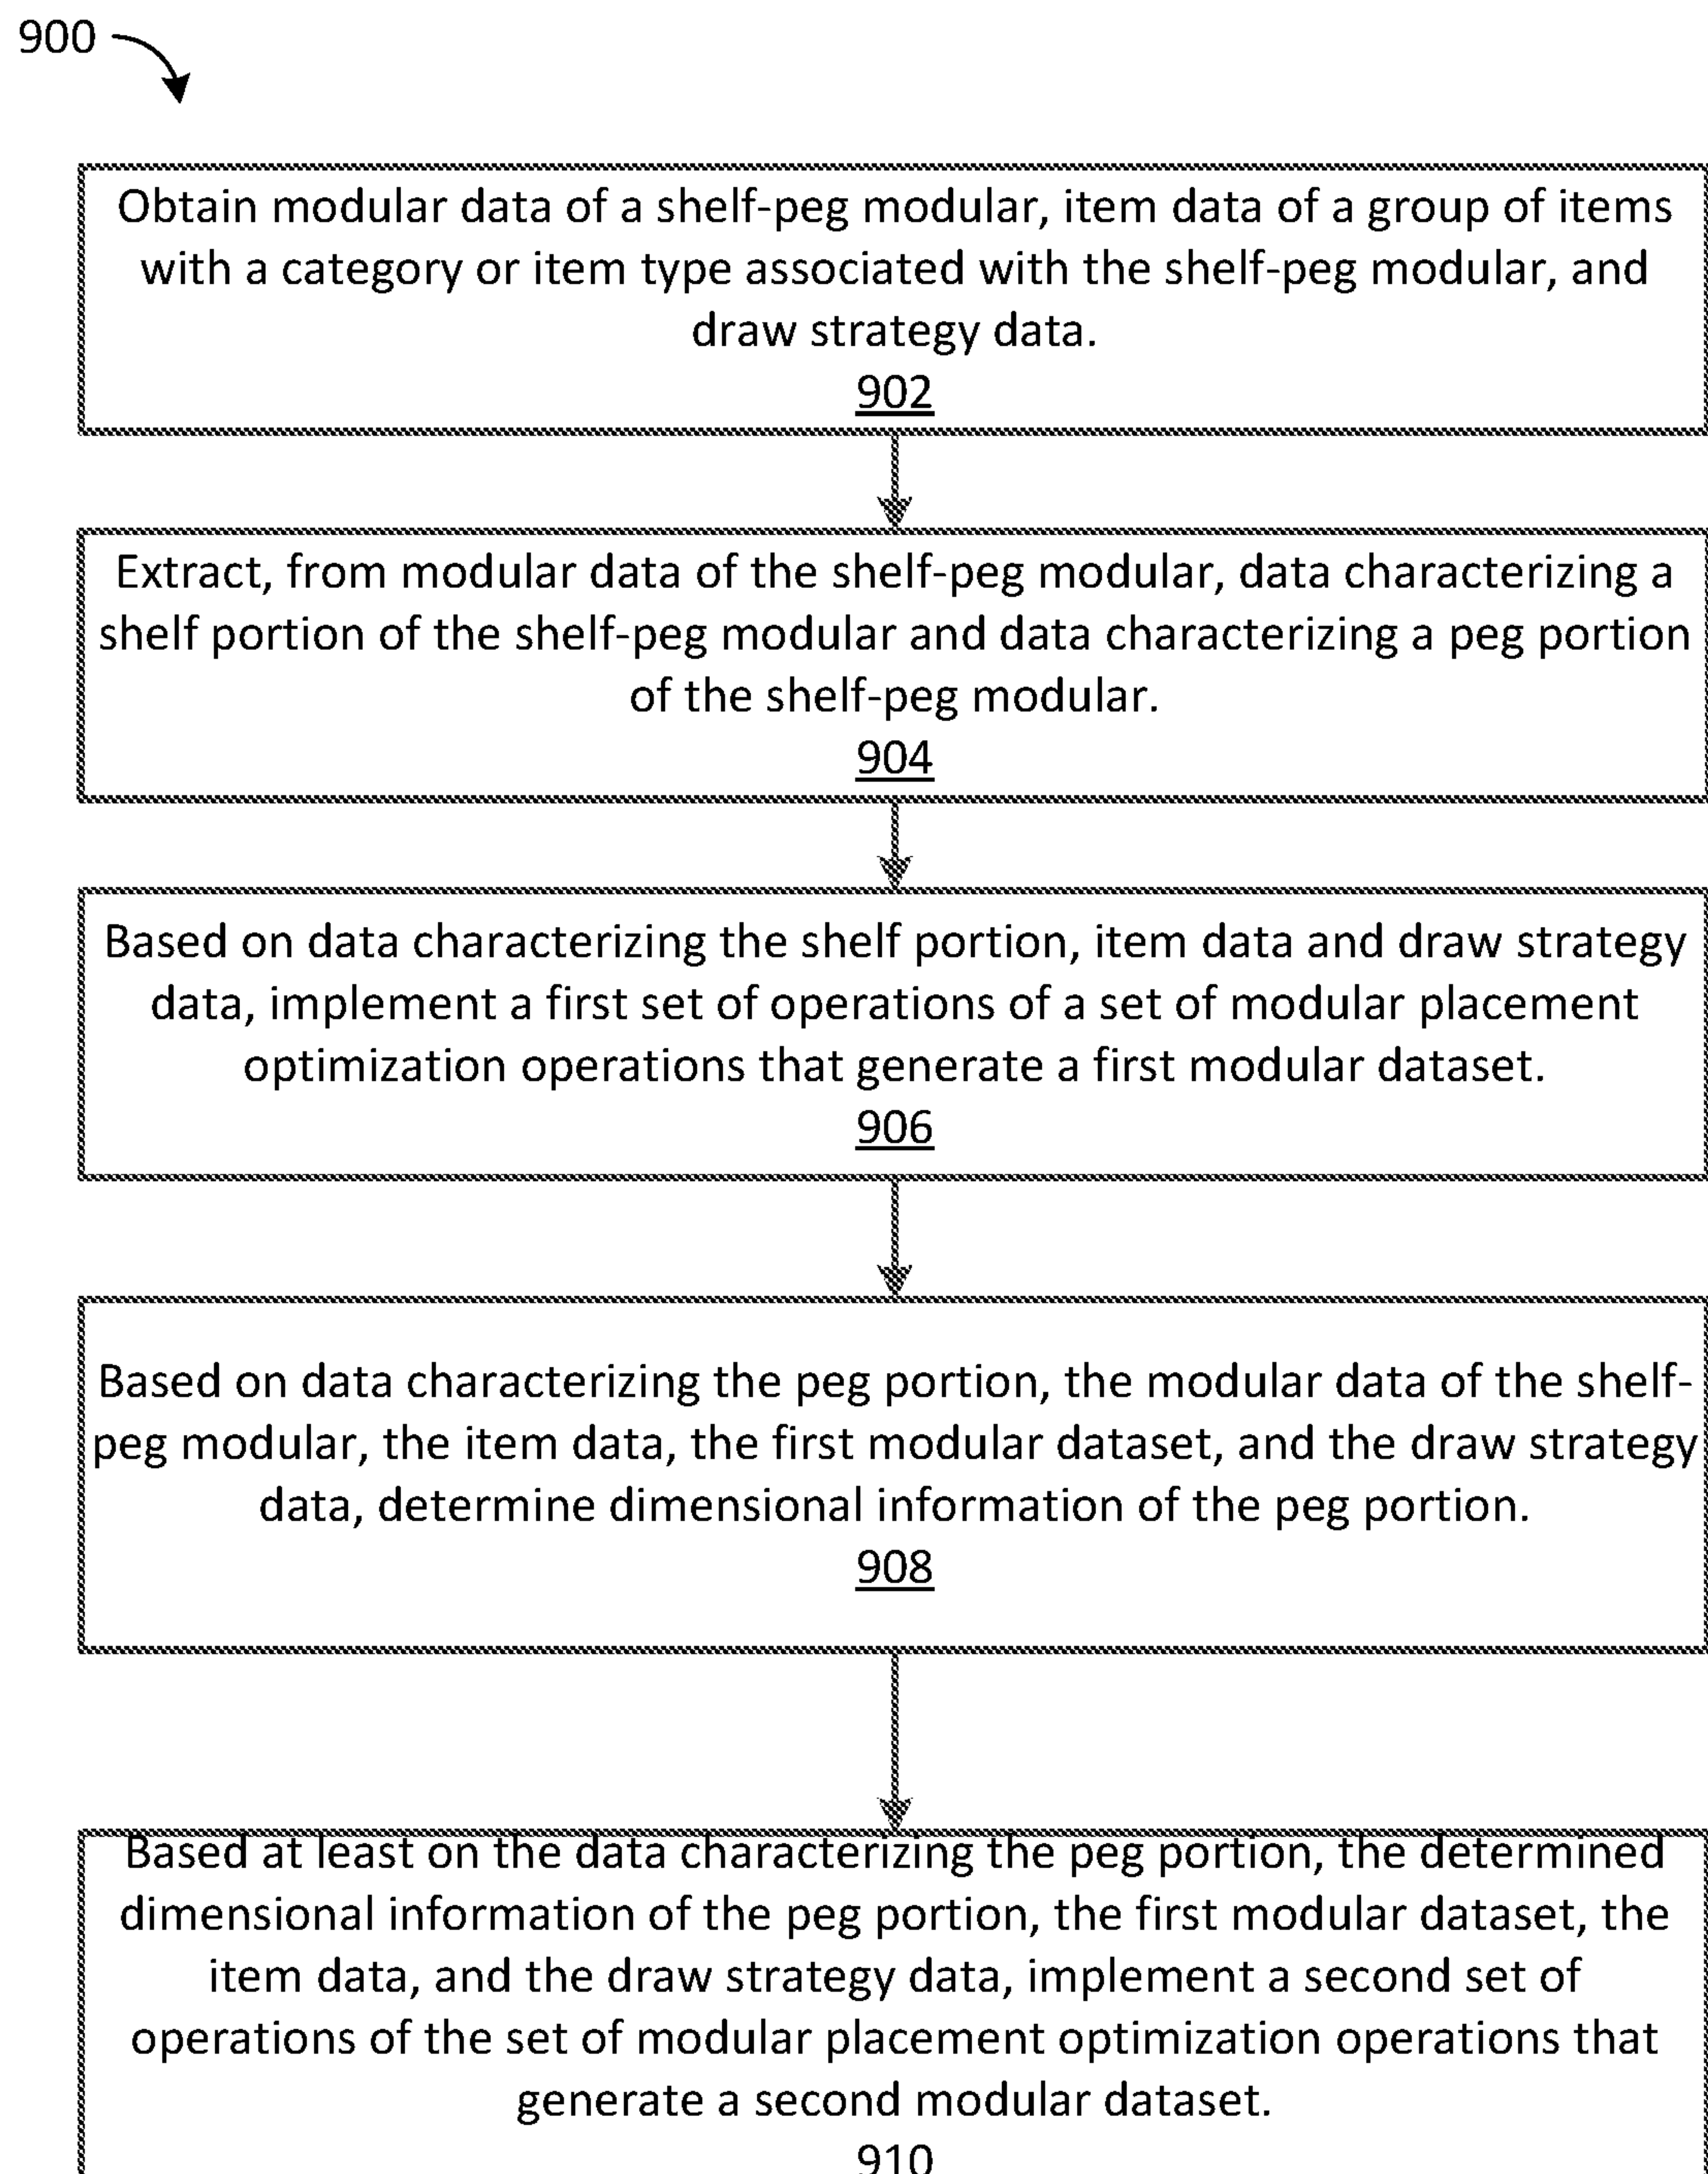 900
Obtain modular data of a shelf-peg modular, item data of a group of items
with a category or item type associated with the shelf-peg modular, and
draw strategy data.
902
Extract, from modular data of the shelf-peg modular, data characterizing a
shelf portion of the shelf-peg modular and data characterizing a peg portion
of the shelf-peg modular.
904
Based on data characterizing the shelf portion, item data and draw strategy
data, implement a first set of operations of a set of modular placement
optimization operations that generate a first modular dataset.
906
Based on data characterizing the peg portion, the modular data of the shelf-
peg modular, the item data, the first modular dataset, and the draw strategy
data, determine dimensional information of the peg portion.
908
Based at least on the data characterizing the peg portion, the determined
dimensional information of the peg portion, the first modular dataset, the
item data, and the draw strategy data, implement a second set of
operations of the set of modular placement optimization operations that
generate a second modular dataset.
910